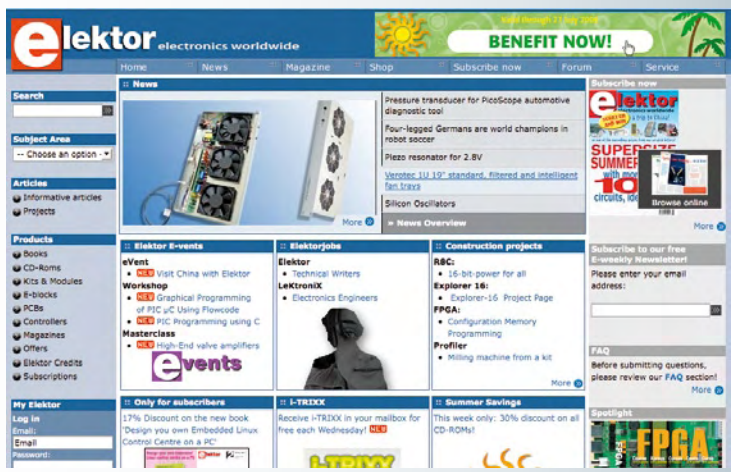 elektor electronics worldwide
Valid through 21 July 2008
BENEFIT NOW!
Home
News
Magazine
Shop
Subscribe now
Forum
Service
Search
Subject Area
-- Choose an option -
Articles
Informative articles
Projects
Products
Books
CD-Roms
Kits & Modules
E-blocks
PCBs
Controllers
Magazines
Offers
Elektor Credits
Subscriptions
My Elektor
Log in
Email:
Email
Password:
:: News
Pressure transducer for PicoScope automotive
diagnostic tool
Four-legged Germans are world champions in
robot soccer
Piezo resonator for 2.8V
Verotec 1U 19" standard, filtered and intelligent
fan trays
Silicon Oscillators
More
» News Overview
:: Elektor E-vents
eVent
• NEW Visit China with Elektor
Workshop
• NEW Graphical Programming
of PIC µC Using Flowcode
• NEW PIC Programming using C
Masterclass
• NEW High-End valve amplifiers
events
:: Elektorjobs
Elektor
• Technical Writers
LeKtroniX
• Electronics Engineers
:: Construction projects
R8C:
• 16-bit-power for all
Explorer 16:
• Explorer-16 Project Page
FPGA:
• Configuration Memory
Programming
Profiler
• Milling machine from a kit
More
:: Only for subscribers
17% Discount on the new book
'Design you own Embedded Linux
Control Centre on a PC'
:: i-TRIXX
Receive i-TRIXX in your mailbox for
free each Wednesday! NEW
i-TRIXX
:: Summer Savings
This week only: 30% discount on all
CD-ROMs!
Subscribe now
elektor
SUPERSIZE
SUMMER
with mo
10
circuits, ide
Browse online
More
Subscribe to our free
E-weekly Newsletter!
Please enter your email
address:
FAQ
Before submitting questions,
please review our FAQ section!
More
Spotlight
FPGA